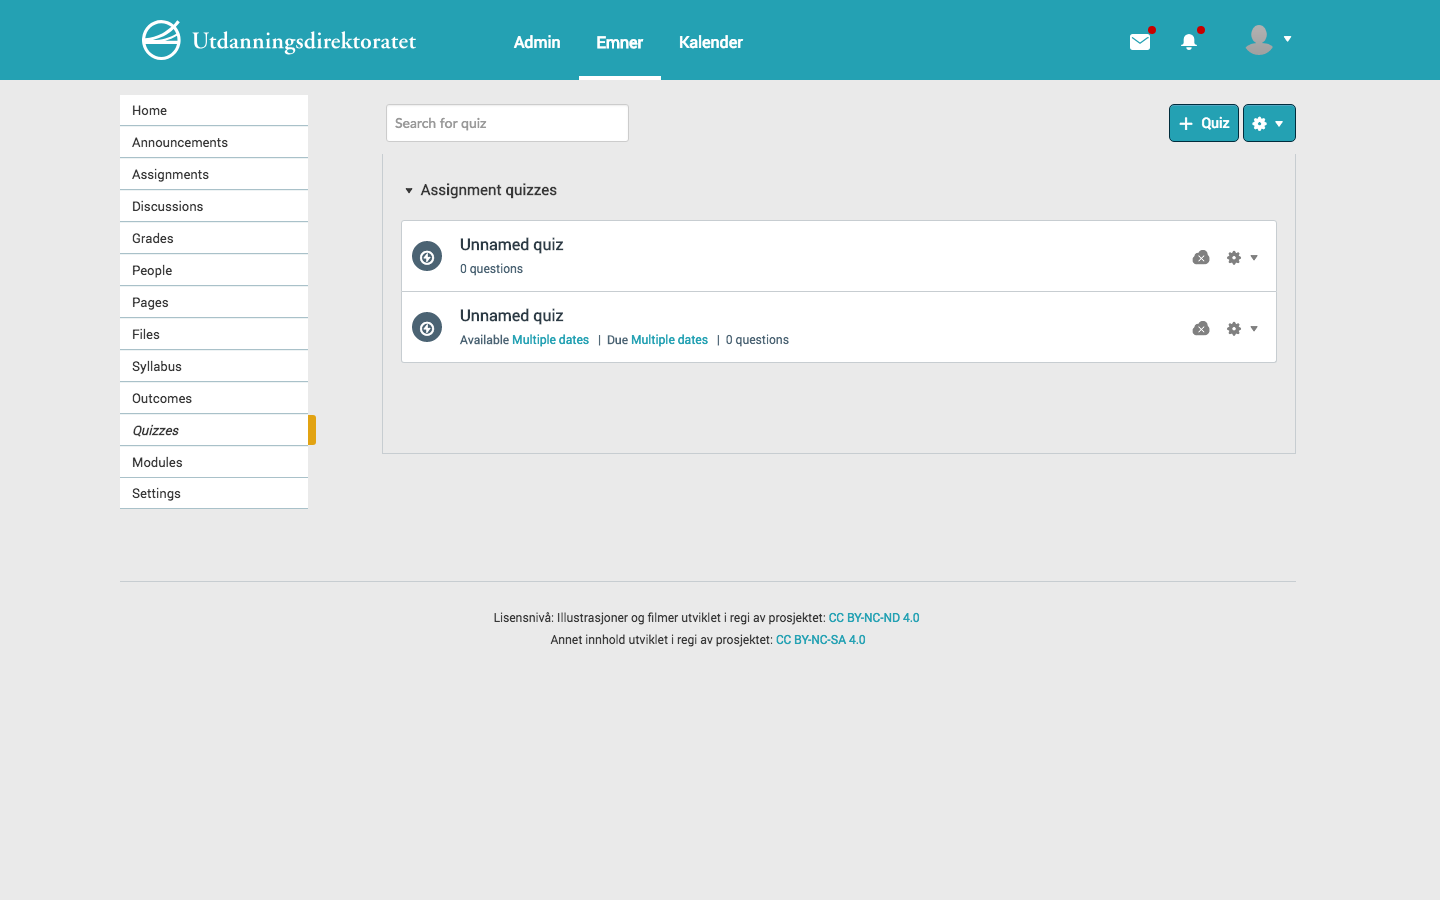 Utdanningsdirektoratet
Admin
Emner
Kalender
Home
Announcements
Assignments
Discussions
Grades
People
Pages
Files
Syllabus
Outcomes
Quizzes
Modules
Settings
Search for quiz
Quiz
Assignment quizzes
Unnamed quiz
0 questions
Unnamed quiz
Available Multiple dates | Due Multiple dates | 0 questions
Lisensnivå: Illustrasjoner og filmer utviklet i regi av prosjektet: CC BY-NC-ND 4.0
Annet innhold utviklet i regi av prosjektet: CC BY-NC-SA 4.0